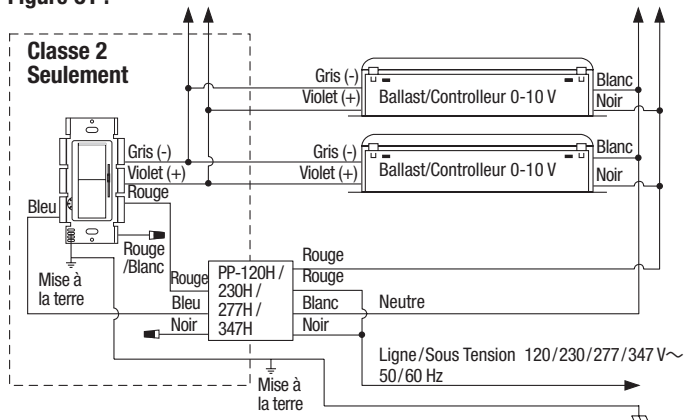 Figure 31 :
Classe 2
Seulement
Gris (-)
Violet (+)
Ballast/Controlleur 0-10 V
Blanc
Noir
Gris (-)
Violet (+)
Ballast/Controlleur 0-10 V
Blanc
Noir
Gris (-)
Violet (+)
Rouge
Bleu
Rouge
/Blanc
Mise à
la terre
Rouge
Bleu
Noir
PP-120H /
230H /
277H /
347H
Rouge
Rouge
Blanc
Neutre
Noir
Ligne/Sous Tension 120/230/277/347 V~
50/60 Hz
Mise à
la terre